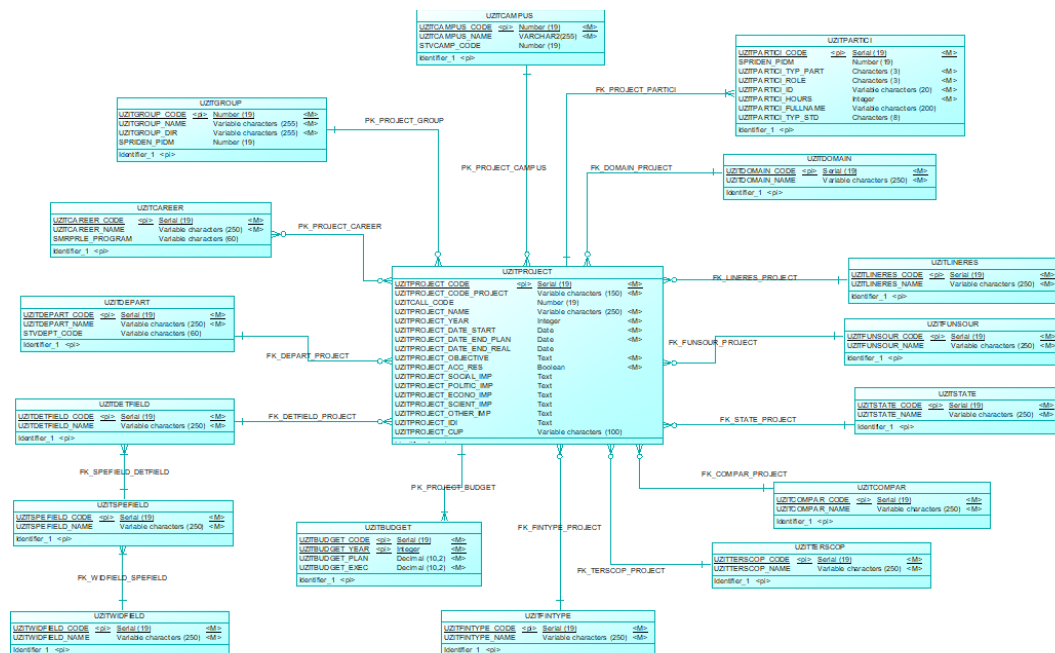 UZITCAMPUS
UZITCAMPUS_CODE <pi> Number (19) <M>
UZITCAMPUS_NAME VARCHAR2(255) <M>
STVCAMP_CODE Number (19)
Identifier_1 <pi>
UZITPARTICI
UZITPARTICI_CODE <pi> Serial (19) <M>
SPRIDEN_PIDM Number (19)
UZITPARTICI_TYP_PART Characters (3) <M>
UZITPARTICI_ROLE Characters (3) <M>
UZITPARTICI_ID Variable characters (20) <M>
UZITPARTICI_HOURS Integer <M>
UZITPARTICI_FULLNAME Variable characters (200)
UZITPARTICI_TYP_STD Characters (8)
Identifier_1 <pi>
FK_PROJECT_PARTICI
UZITGROUP
UZITGROUP_CODE <pi> Number (19) <M>
UZITGROUP_NAME Variable characters (255) <M>
UZITGROUP_DIR Variable characters (255) <M>
SPRIDEN_PIDM Number (19)
Identifier_1 <pi>
PK_PROJECT_GROUP
PK_PROJECT_CAMPUS
FK_DOMAIN_PROJECT
UZITDOMAIN
UZITDOMAIN_CODE <pi> Serial (19) <M>
UZITDOMAIN_NAME Variable characters (250) <M>
Identifier_1 <pi>
UZITCAREER
UZITCAREER_CODE <pi> Serial (19) <M>
UZITCAREER_NAME Variable characters (250) <M>
SMRPRLE_PROGRAM Variable characters (60)
Identifier_1 <pi>
PK_PROJECT_CAREER
UZITPROJECT
UZITPROJECT_CODE <pi> Serial (19) <M>
UZITPROJECT_CODE_PROJECT Variable characters (150) <M>
UZITCALL_CODE Number (19)
UZITPROJECT_NAME Variable characters (250) <M>
UZITPROJECT_YEAR Integer <M>
UZITPROJECT_DATE_START Date <M>
UZITPROJECT_DATE_END_PLAN Date <M>
UZITPROJECT_DATE_END_REAL Date
UZITPROJECT_OBJECTIVE Text <M>
UZITPROJECT_ACC_RES Boolean <M>
UZITPROJECT_SOCIAL_IMP Text
UZITPROJECT_POLITIC_IMP Text
UZITPROJECT_ECONO_IMP Text
UZITPROJECT_SCIENT_IMP Text
UZITPROJECT_OTHER_IMP Text
UZITPROJECT_IDI Text
UZITPROJECT_CUP Variable characters (100)
UZITLINERES
UZITLINERES_CODE <pi> Serial (19) <M>
UZITLINERES_NAME Variable characters (250) <M>
Identifier_1 <pi>
FK_LINERES_PROJECT
UZITDEPART
UZITDEPART_CODE <pi> Serial (19) <M>
UZITDEPART_NAME Variable characters (250) <M>
STVDEPT_CODE Variable characters (60)
Identifier_1 <pi>
FK_DEPART_PROJECT
UZITFUNSOUR
UZITFUNSOUR_CODE <pi> Serial (19) <M>
UZITFUNSOUR_NAME Variable characters (250) <M>
Identifier_1 <pi>
FK_FUNSOUR_PROJECT
UZITDETFIELD
UZITDETFIELD_CODE <pi> Serial (19) <M>
UZITDETFIELD_NAME Variable characters (250) <M>
Identifier_1 <pi>
FK_DETFIELD_PROJECT
UZITSTATE
UZITSTATE_CODE <pi> Serial (19) <M>
UZITSTATE_NAME Variable characters (250) <M>
Identifier_1 <pi>
FK_STATE_PROJECT
FK_SPEFIELD_DETFIELD
FK_COMPAR_PROJECT
PK_PROJECT_BUDGET
UZITCOMPAR
UZITCOMPAR_CODE <pi> Serial (19) <M>
UZITCOMPAR_NAME Variable characters (250) <M>
Identifier_1 <pi>
UZITSPEFIELD
UZITSPEFIELD_CODE <pi> Serial (19) <M>
UZITSPEFIELD_NAME Variable characters (250) <M>
Identifier_1 <pi>
UZITBUDGET
UZITBUDGET_CODE <pi> Serial (19) <M>
UZITBUDGET_YEAR <pi> Integer <M>
UZITBUDGET_PLAN Decimal (10,2) <M>
UZITBUDGET_EXEC Decimal (10,2) <M>
Identifier_1 <pi>
FK_FINTYPE_PROJECT
FK_TERSCOP_PROJECT
UZITTERSCOP
UZITTERSCOP_CODE <pi> Serial (19) <M>
UZITTERSCOP_NAME Variable characters (250) <M>
Identifier_1 <pi>
FK_WIDFIELD_SPEFIELD
UZITWIDFIELD
UZITWIDFIELD_CODE <pi> Serial (19) <M>
UZITWIDFIELD_NAME Variable characters (250) <M>
Identifier_1 <pi>
UZITFINTYPE
UZITFINTYPE_CODE <pi> Serial (19) <M>
UZITFINTYPE_NAME Variable characters (250) <M>
Identifier_1 <pi>